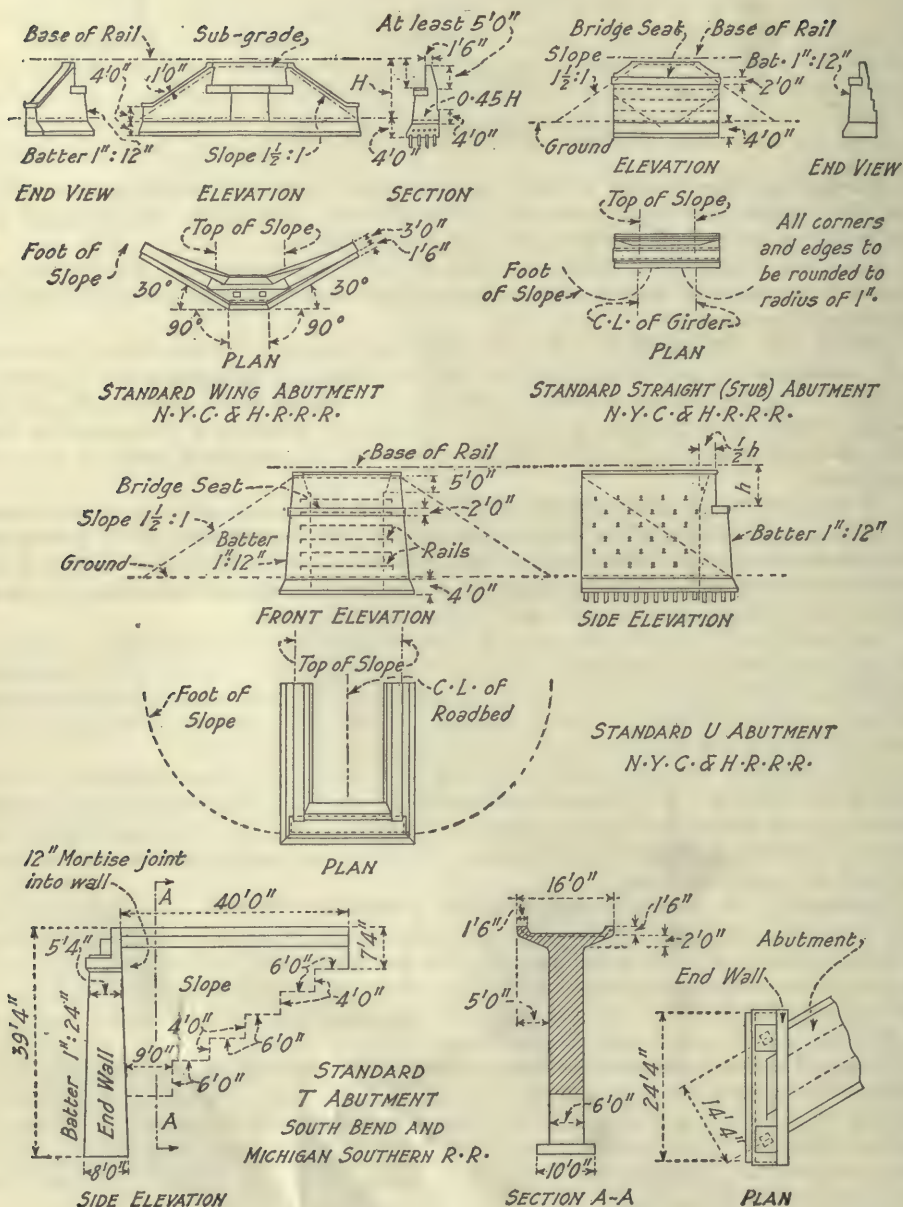 Base of Rail
Sub-grade
At least 5'0"
1'6"
4'0"
1'0"
H
0.45 H
Batter 1":12"
Slope 1½:1
4'0"
4'0"
END VIEW
ELEVATION
SECTION
Bridge Seat
Base of Rail
Slope
1½:1
Bat. 1":12"
2'0"
Ground
4'0"
ELEVATION
END VIEW
Top of Slope
3'0"
1'6"
Foot of
Slope
30°
30°
90°
90°
PLAN
STANDARD WING ABUTMENT
N.Y.C. & H.R.R.R.
Top of Slope
All corners
and edges to
be rounded to
radius of 1".
Foot
of Slope
C.L. of Girder
PLAN
STANDARD STRAIGHT (STUB) ABUTMENT
N.Y.C. & H.R.R.R.
Base of Rail
Bridge Seat
5'0"
Slope 1½:1
2'0"
Batter
1":12"
Rails
Ground
4'0"
FRONT ELEVATION
½h
h
Batter 1":12"
SIDE ELEVATION
Top of Slope
Foot of
Slope
C.L. of
Roadbed
PLAN
STANDARD U ABUTMENT
N.Y.C. & H.R.R.R.
12" Mortise joint
into wall
A
40'0"
5'4"
7'4"
6'0"
4'0"
Slope
39'4"
4'0"
6'0"
9'0"
6'0"
Batter 1":24"
End Wall
A
8'0"
SIDE ELEVATION
STANDARD
T ABUTMENT
SOUTH BEND AND
MICHIGAN SOUTHERN R.R.
16'0"
1'6"
1'6"
2'0"
5'0"
6'0"
10'0"
SECTION A-A
Abutment
End Wall
24'4"
14'4"
PLAN